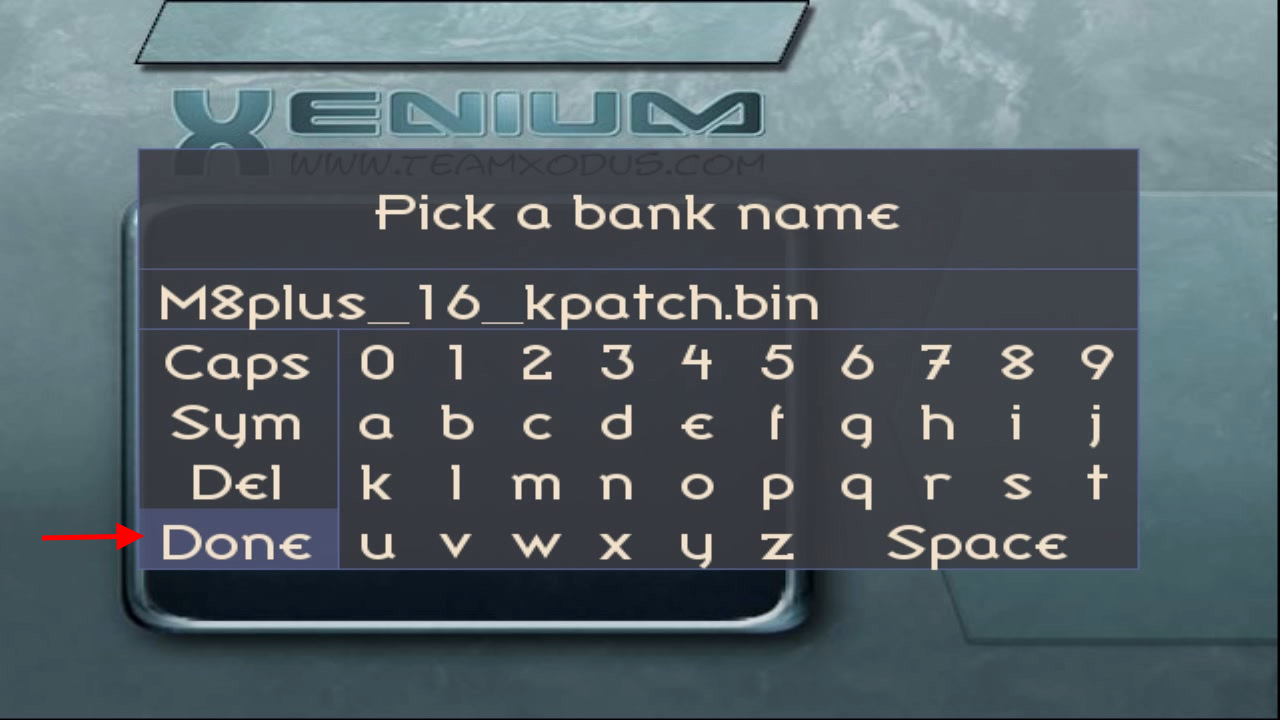 XENIUM
WWW.TEAMXODUS.COM
Pick a bank name
M8plus_16_kpatch.bin
Caps 0 1 2 3 4 5 6 7 8 9
Sym a b c d e f g h i j
Del k l m n o p q r s t
Done u v w x y z Space